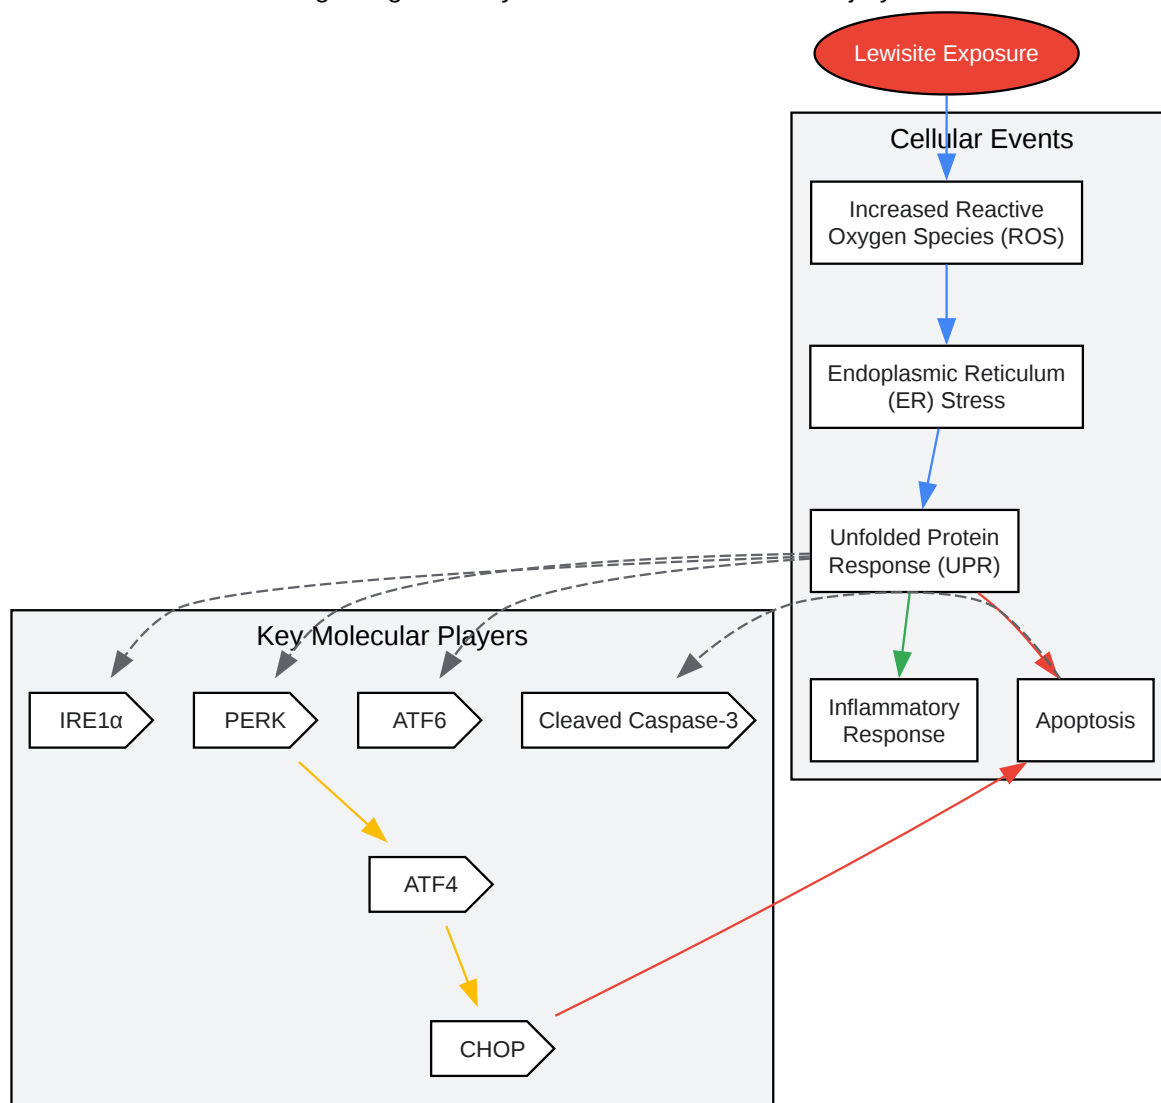 Lewisite Exposure
Cellular Events
Increased Reactive
Oxygen Species (ROS)
Endoplasmic Reticulum
(ER) Stress
Unfolded Protein
Response (UPR)
Key Molecular Players
IRE1α
PERK
ATF6
Cleaved Caspase-3
Inflammatory
Response
Apoptosis
ATF4
CHOP